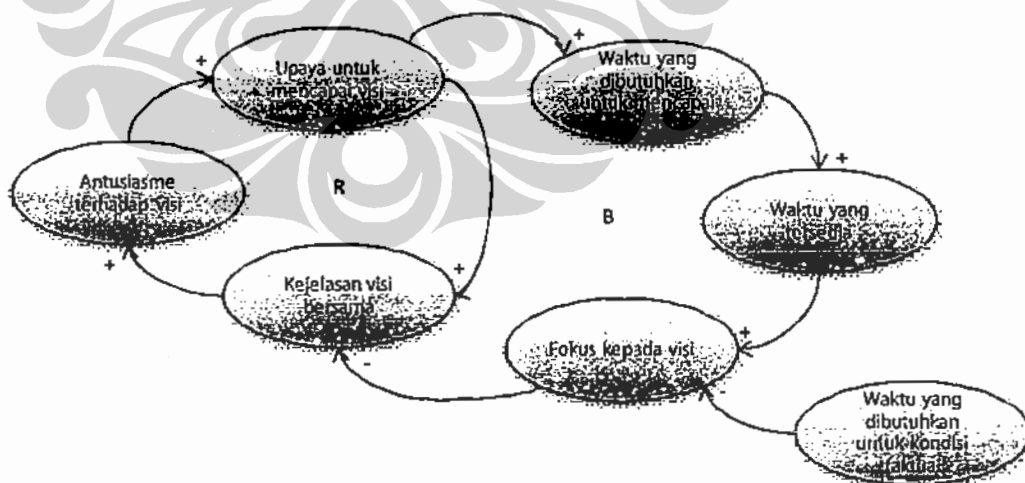 +
Upaya untuk
mencapai visi
+
Waktu yang
dibutuhkan
(untuk mencapai)
+
Antusiasme
terhadap visi
+
R
B
+
Waktu yang
tersedia
+
Kejelasan visi
bersama
-
+
Fokus kepada visi
-
Waktu yang
dibutuhkan
untuk kondisi
(aktual)